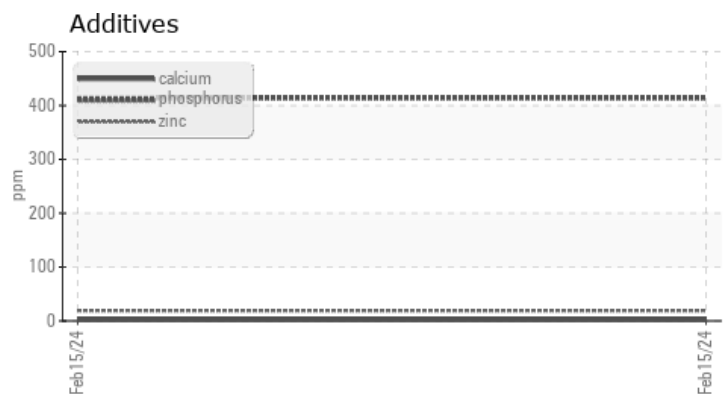 Additives
500
400
300
200
100
0
ppm
calcium
phosphorus
zinc
Feb15/24
Feb15/24